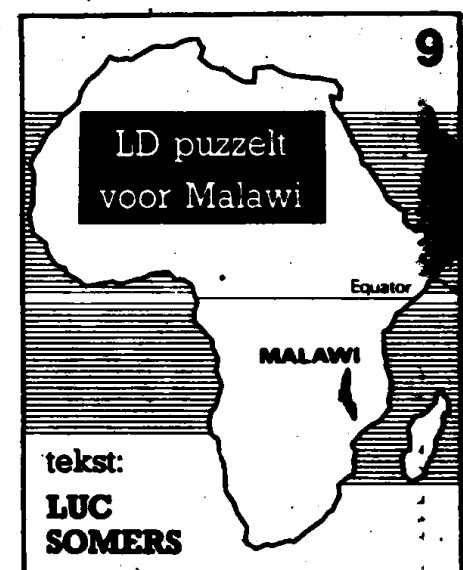 9
LD puzzelt
voor Malawi
Equator
MALAWI
tekst:
LUC
SOMERS